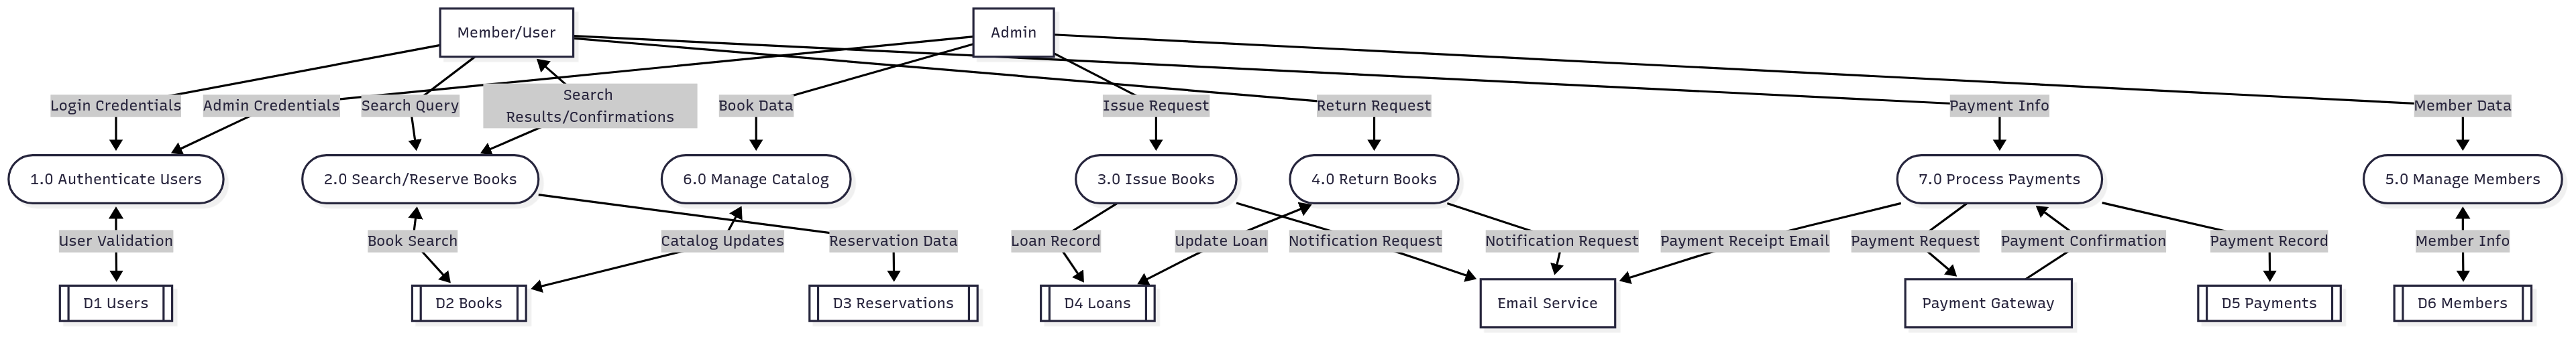 Member/User
Admin
Login Credentials
Admin Credentials
Search Query
Search
Results/Confirmations
Book Data
Issue Request
Return Request
Payment Info
Member Data
1.0 Authenticate Users
2.0 Search/Reserve Books
6.0 Manage Catalog
3.0 Issue Books
4.0 Return Books
7.0 Process Payments
5.0 Manage Members
User Validation
Book Search
Catalog Updates
Reservation Data
Loan Record
Update Loan
Notification Request
Notification Request
Payment Receipt Email
Payment Request
Payment Confirmation
Payment Record
Member Info
D1 Users
D2 Books
D3 Reservations
D4 Loans
Email Service
Payment Gateway
D5 Payments
D6 Members